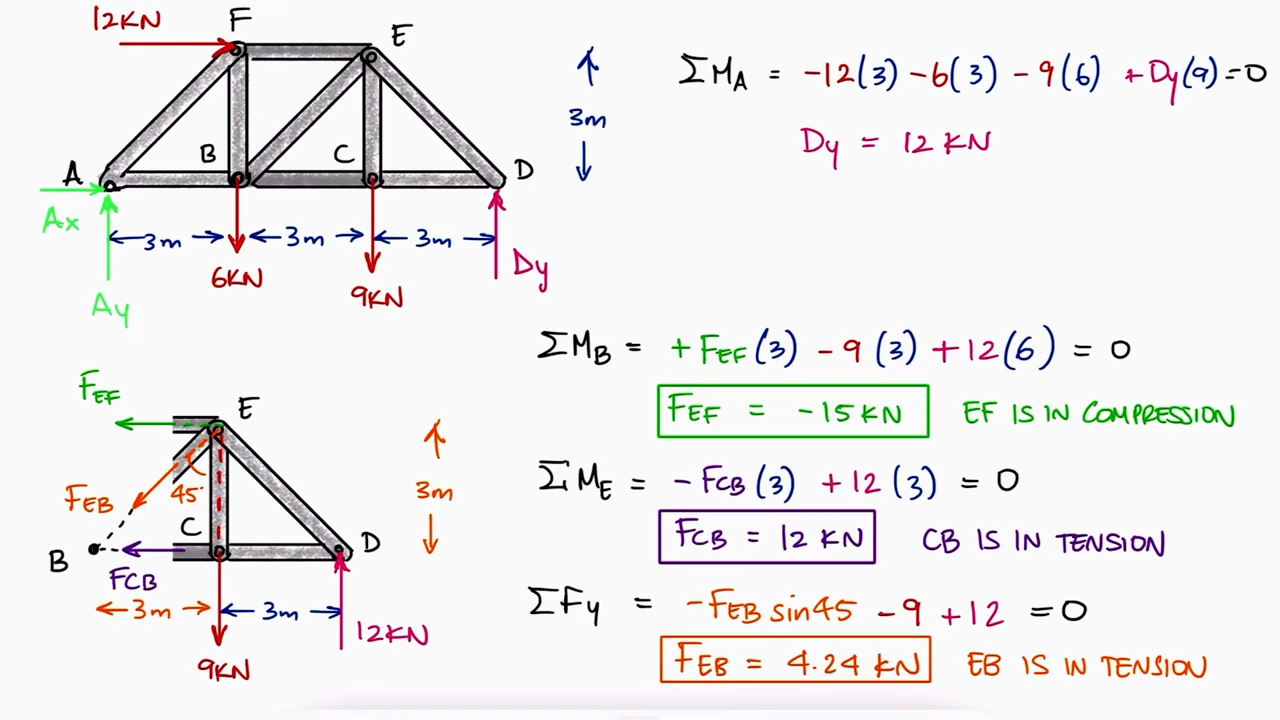 12KN
F
E
A
B
C
D
Ax
Ay
3m
3m
3m
3m
6KN
9KN
Dy
ΣMA = -12(3) -6(3) -9(6) +Dy(9)=0
Dy = 12 KN
FEF
E
FEB
45°
C
D
B
FCB
3m
3m
3m
12KN
9KN
ΣMB = +FEF(3) -9(3) +12(6) = 0
FEF = -15KN EF IS IN COMPRESSION
ΣME = -FCB(3) +12(3) = 0
FCB = 12 KN CB IS IN TENSION
ΣFy = -FEB sin45 -9 +12 =0
FEB = 4.24 KN EB IS IN TENSION